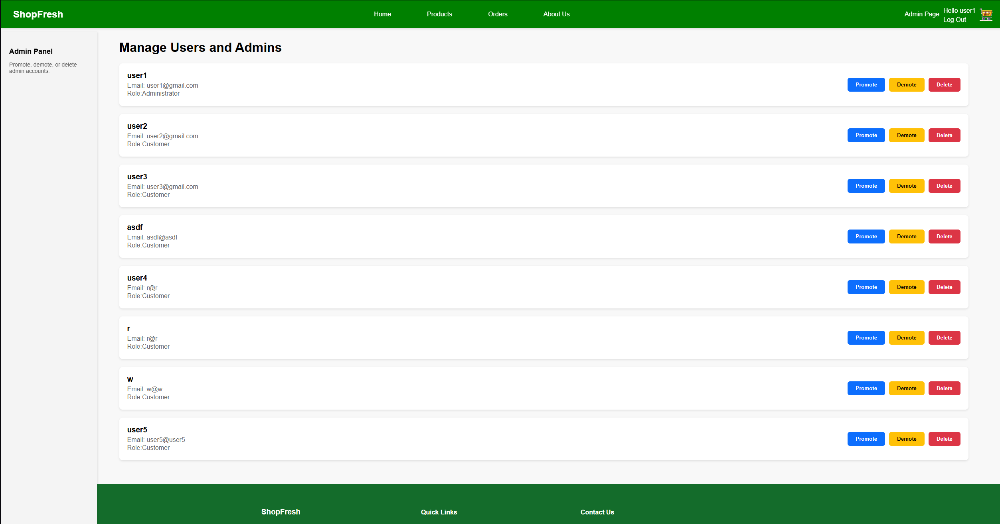 ShopFresh
Home Products Orders About Us
Admin Page
Hello user1
Log Out
Admin Panel
Promote, demote, or delete
admin accounts.
Manage Users and Admins
user1
Email: user1@gmail.com
Role:Administrator
Promote Demote Delete
user2
Email: user2@gmail.com
Role:Customer
Promote Demote Delete
user3
Email: user3@gmail.com
Role:Customer
Promote Demote Delete
asdf
Email: asdf@asdf
Role:Customer
Promote Demote Delete
user4
Email: r@r
Role:Customer
Promote Demote Delete
r
Email: r@r
Role:Customer
Promote Demote Delete
w
Email: w@w
Role:Customer
Promote Demote Delete
user5
Email: user5@user5
Role:Customer
Promote Demote Delete
ShopFresh
Quick Links
Contact Us